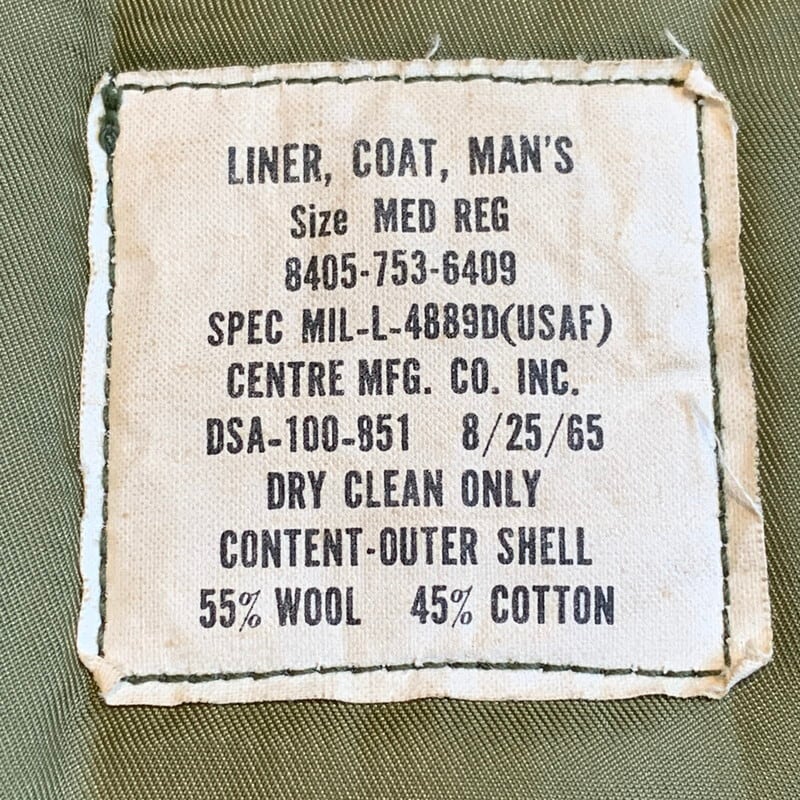 LINER, COAT, MAN'S
Size MED REG
8405-753-6409
SPEC MIL-L-4889D(USAF)
CENTRE MFG. CO. INC.
DSA-100-851 8/25/65
DRY CLEAN ONLY
CONTENT-OUTER SHELL
55% WOOL 45% COTTON